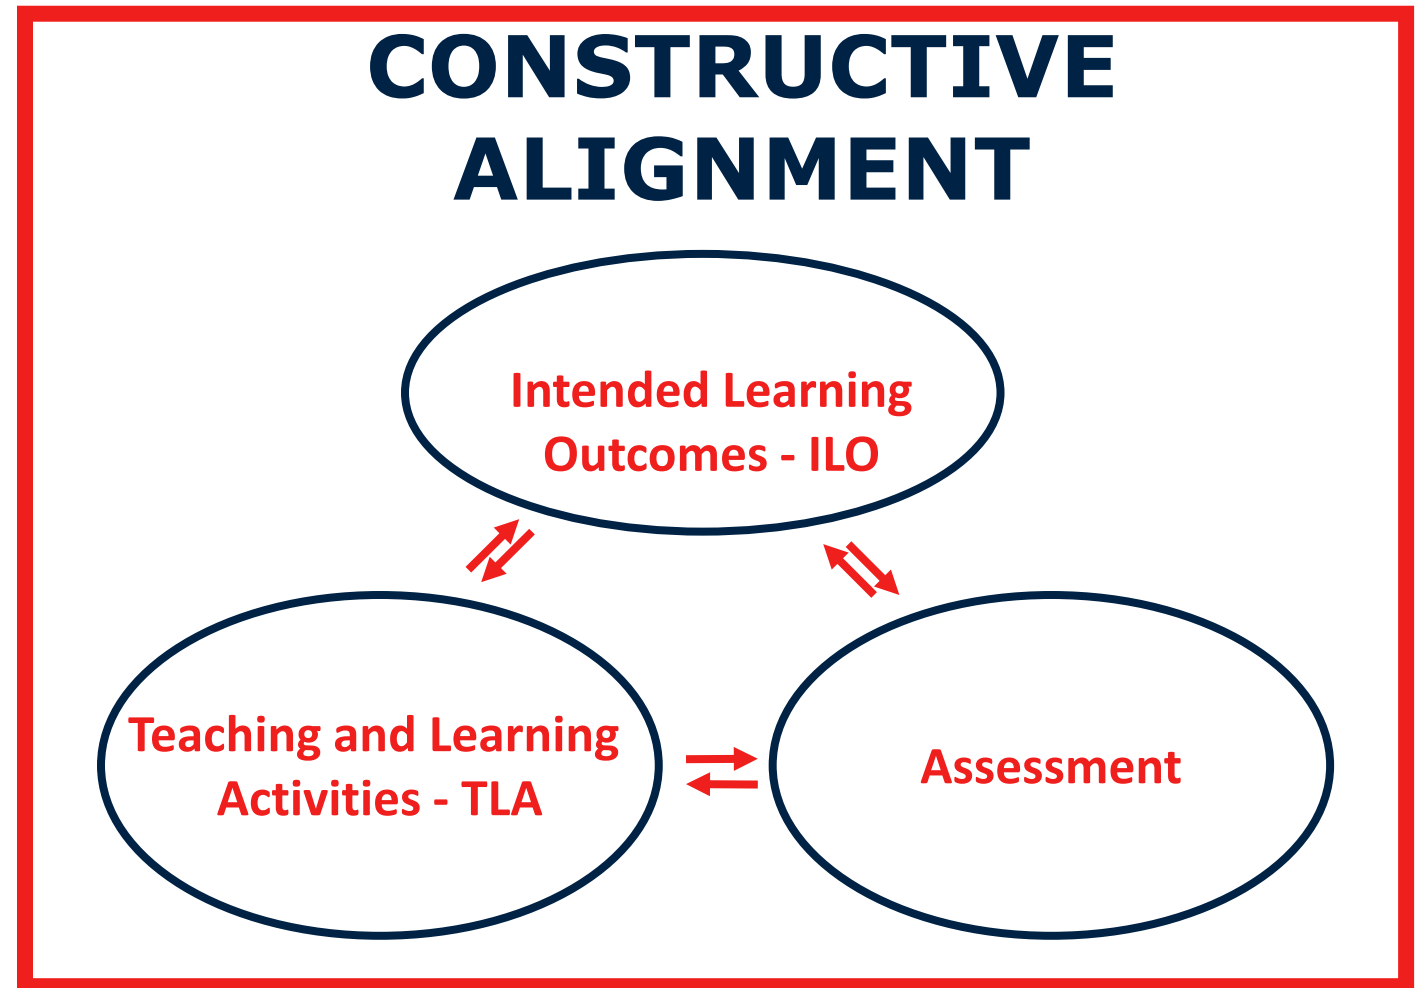 CONSTRUCTIVE
ALIGNMENT
Intended Learning
Outcomes - ILO
Teaching and Learning
Activities - TLA
Assessment